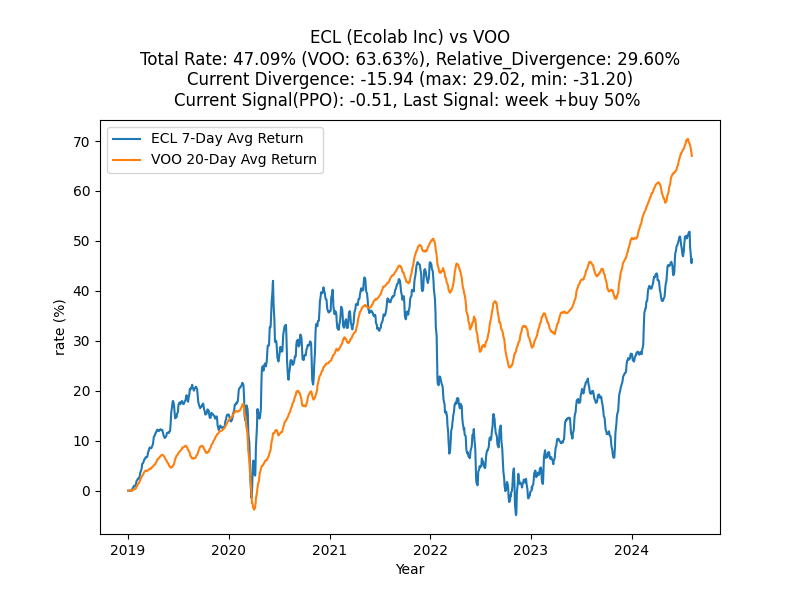 ECL (Ecolab Inc) vs VOO
Total Rate: 47.09% (VOO: 63.63%), Relative_Divergence: 29.60%
Current Divergence: -15.94 (max: 29.02, min: -31.20)
Current Signal(PPO): -0.51, Last Signal: week +buy 50%
ECL 7-Day Avg Return
VOO 20-Day Avg Return
rate (%)
70
60
50
40
30
20
10
0
2019 2020 2021 2022 2023 2024
Year